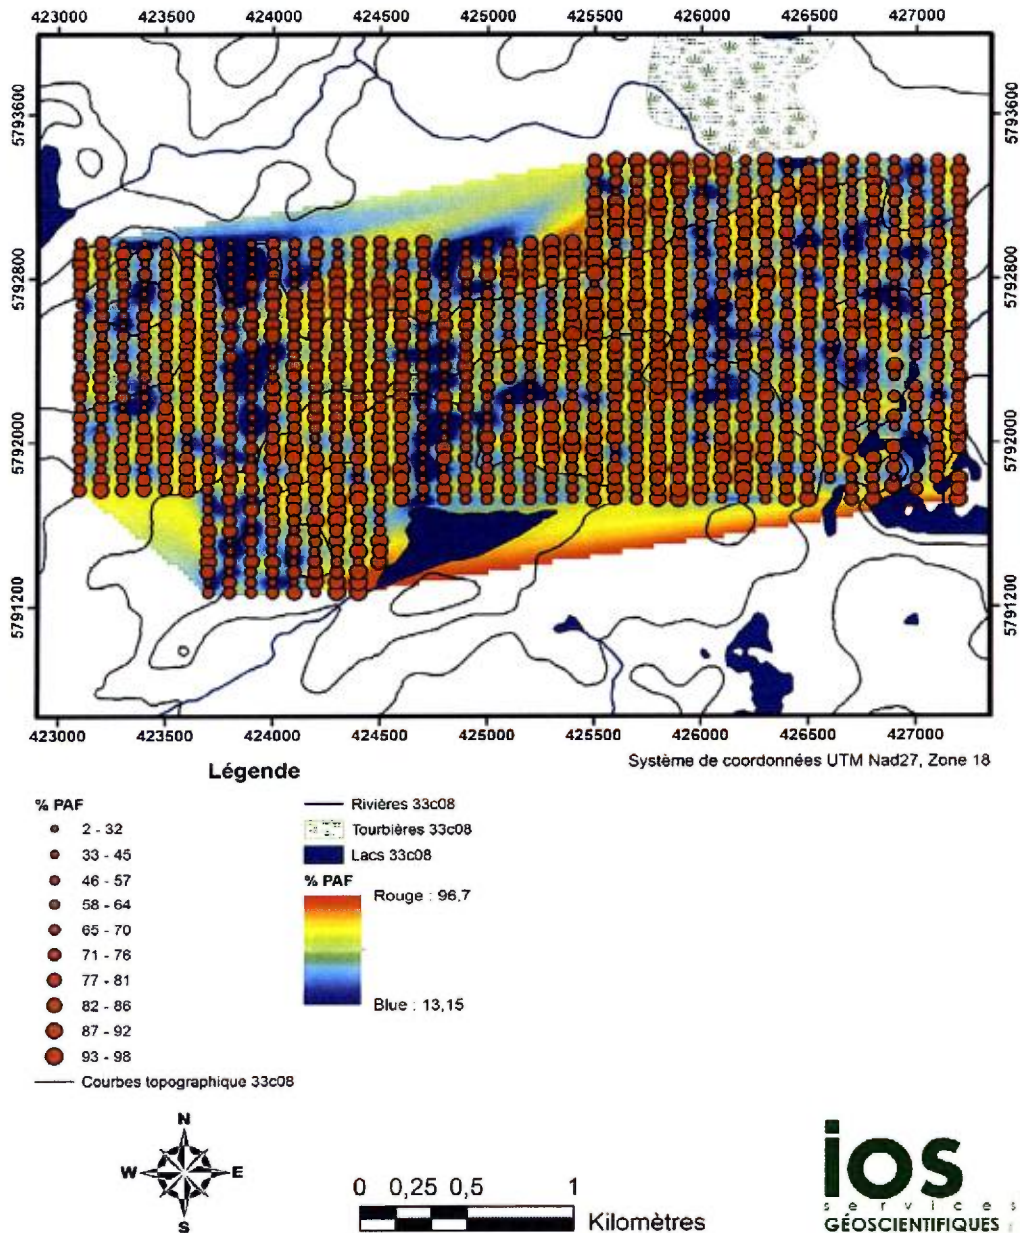 423000 423500 424000 424500 425000 425500 426000 426500 427000
5793600
5792800
5792000
5791200
5793600
5792800
5792000
5791200
423000 423500 424000 424500 425000 425500 426000 426500 427000
Système de coordonnées UTM Nad27, Zone 18
Légende
% PAF
2 - 32
33 - 45
46 - 57
58 - 64
65 - 70
71 - 76
77 - 81
82 - 86
87 - 92
93 - 98
Courbes topographique 33c08
Rivières 33c08
Tourbières 33c08
Lacs 33c08
% PAF
Rouge : 96,7
Blue : 13,15
N
W E
S
0 0,25 0,5 1
Kilomètres
ios
services
GÉOSCIENTIFIQUES